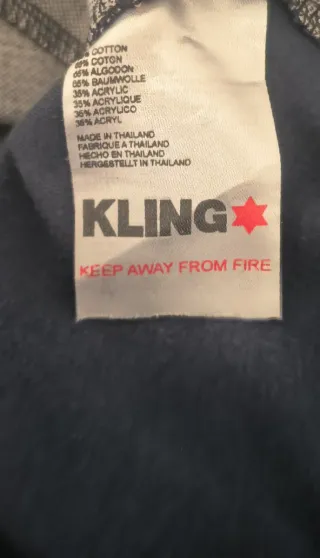 65% COTTON
65% COTON
65% ALGODON
65% BAUMWOLLE
35% ACRYLIC
35% ACRYLIQUE
35% ACRYLICO
35% ACRYL
MADE IN THAILAND
FABRIQUE A THAILAND
HECHO EN THAILAND
HERGESTELLT IN THAILAND
KLING
KEEP AWAY FROM FIRE